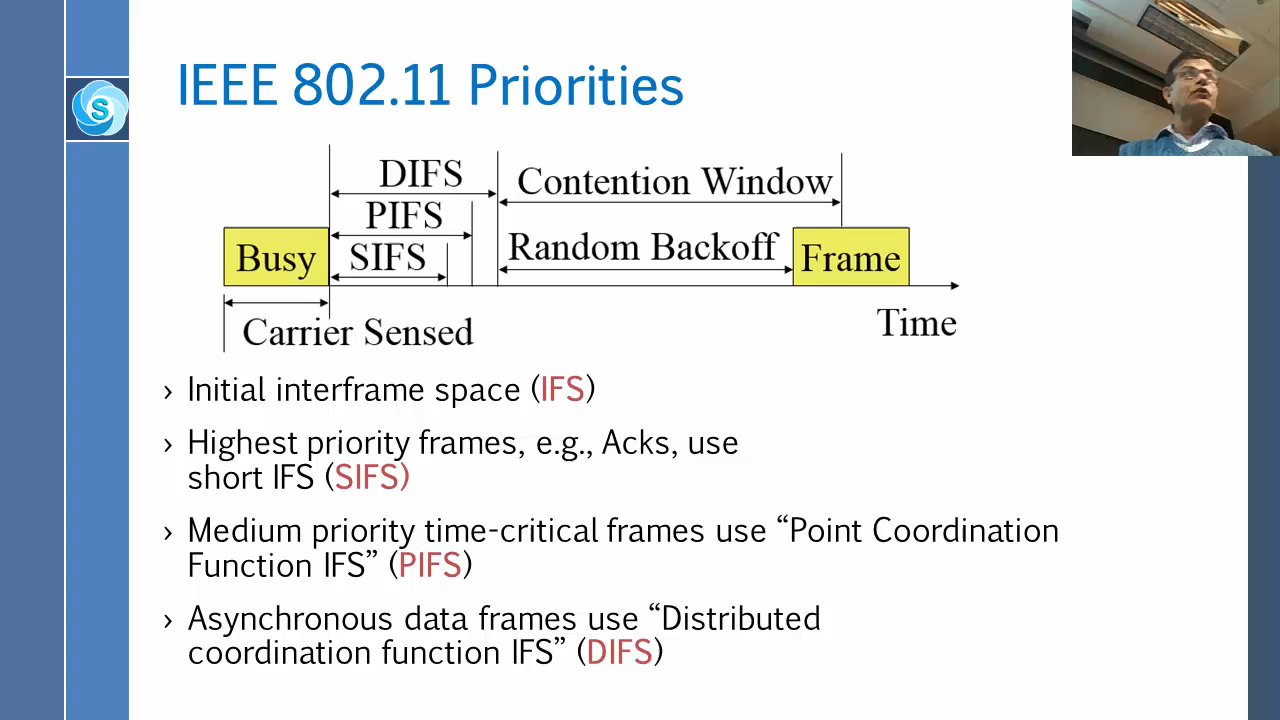 IEEE 802.11 Priorities
S
DIFS
Contention Window
PIFS
Busy
SIFS
Random Backoff
Frame
Carrier Sensed
Time
› Initial interframe space (IFS)
› Highest priority frames, e.g., Acks, use
short IFS (SIFS)
› Medium priority time-critical frames use “Point Coordination
Function IFS” (PIFS)
› Asynchronous data frames use “Distributed
coordination function IFS” (DIFS)